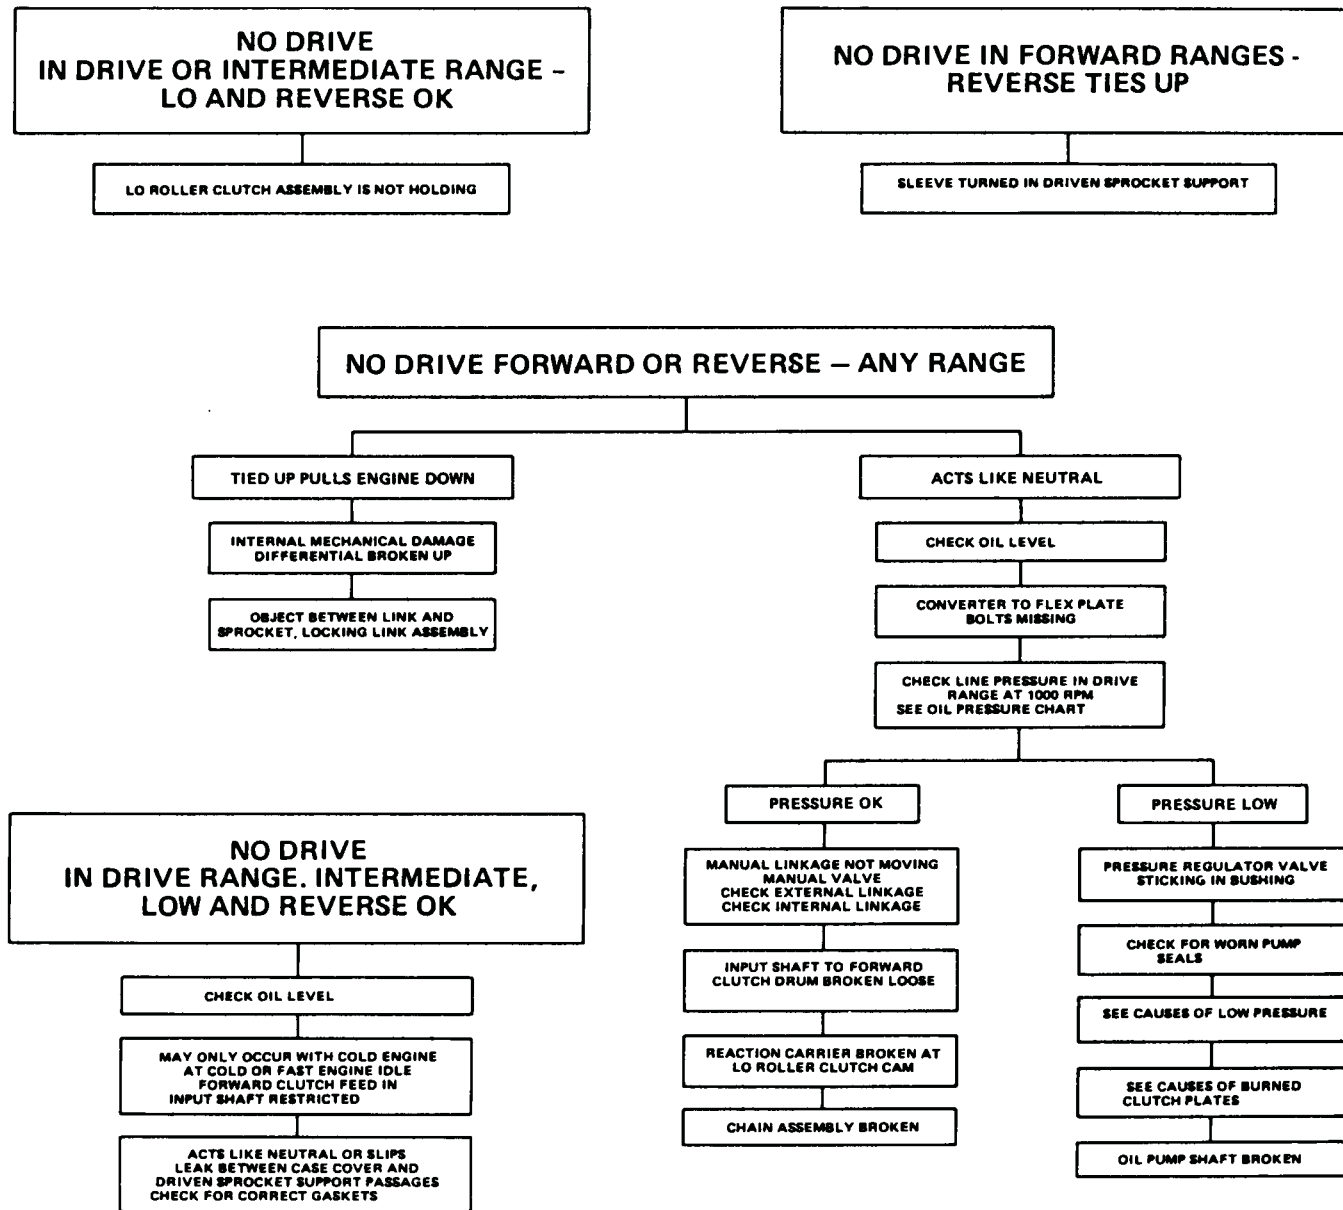 NO DRIVE
IN DRIVE OR INTERMEDIATE RANGE –
LO AND REVERSE OK
LO ROLLER CLUTCH ASSEMBLY IS NOT HOLDING
NO DRIVE IN FORWARD RANGES -
REVERSE TIES UP
SLEEVE TURNED IN DRIVEN SPROCKET SUPPORT
NO DRIVE FORWARD OR REVERSE – ANY RANGE
TIED UP PULLS ENGINE DOWN
INTERNAL MECHANICAL DAMAGE
DIFFERENTIAL BROKEN UP
OBJECT BETWEEN LINK AND
SPROCKET, LOCKING LINK ASSEMBLY
ACTS LIKE NEUTRAL
CHECK OIL LEVEL
CONVERTER TO FLEX PLATE
BOLTS MISSING
CHECK LINE PRESSURE IN DRIVE
RANGE AT 1000 RPM
SEE OIL PRESSURE CHART
PRESSURE OK
MANUAL LINKAGE NOT MOVING
MANUAL VALVE
CHECK EXTERNAL LINKAGE
CHECK INTERNAL LINKAGE
INPUT SHAFT TO FORWARD
CLUTCH DRUM BROKEN LOOSE
REACTION CARRIER BROKEN AT
LO ROLLER CLUTCH CAM
CHAIN ASSEMBLY BROKEN
PRESSURE LOW
PRESSURE REGULATOR VALVE
STICKING IN BUSHING
CHECK FOR WORN PUMP
SEALS
SEE CAUSES OF LOW PRESSURE
SEE CAUSES OF BURNED
CLUTCH PLATES
OIL PUMP SHAFT BROKEN
NO DRIVE
IN DRIVE RANGE. INTERMEDIATE,
LOW AND REVERSE OK
CHECK OIL LEVEL
MAY ONLY OCCUR WITH COLD ENGINE
AT COLD OR FAST ENGINE IDLE
FORWARD CLUTCH FEED IN
INPUT SHAFT RESTRICTED
ACTS LIKE NEUTRAL OR SLIPS
LEAK BETWEEN CASE COVER AND
DRIVEN SPROCKET SUPPORT PASSAGES
CHECK FOR CORRECT GASKETS